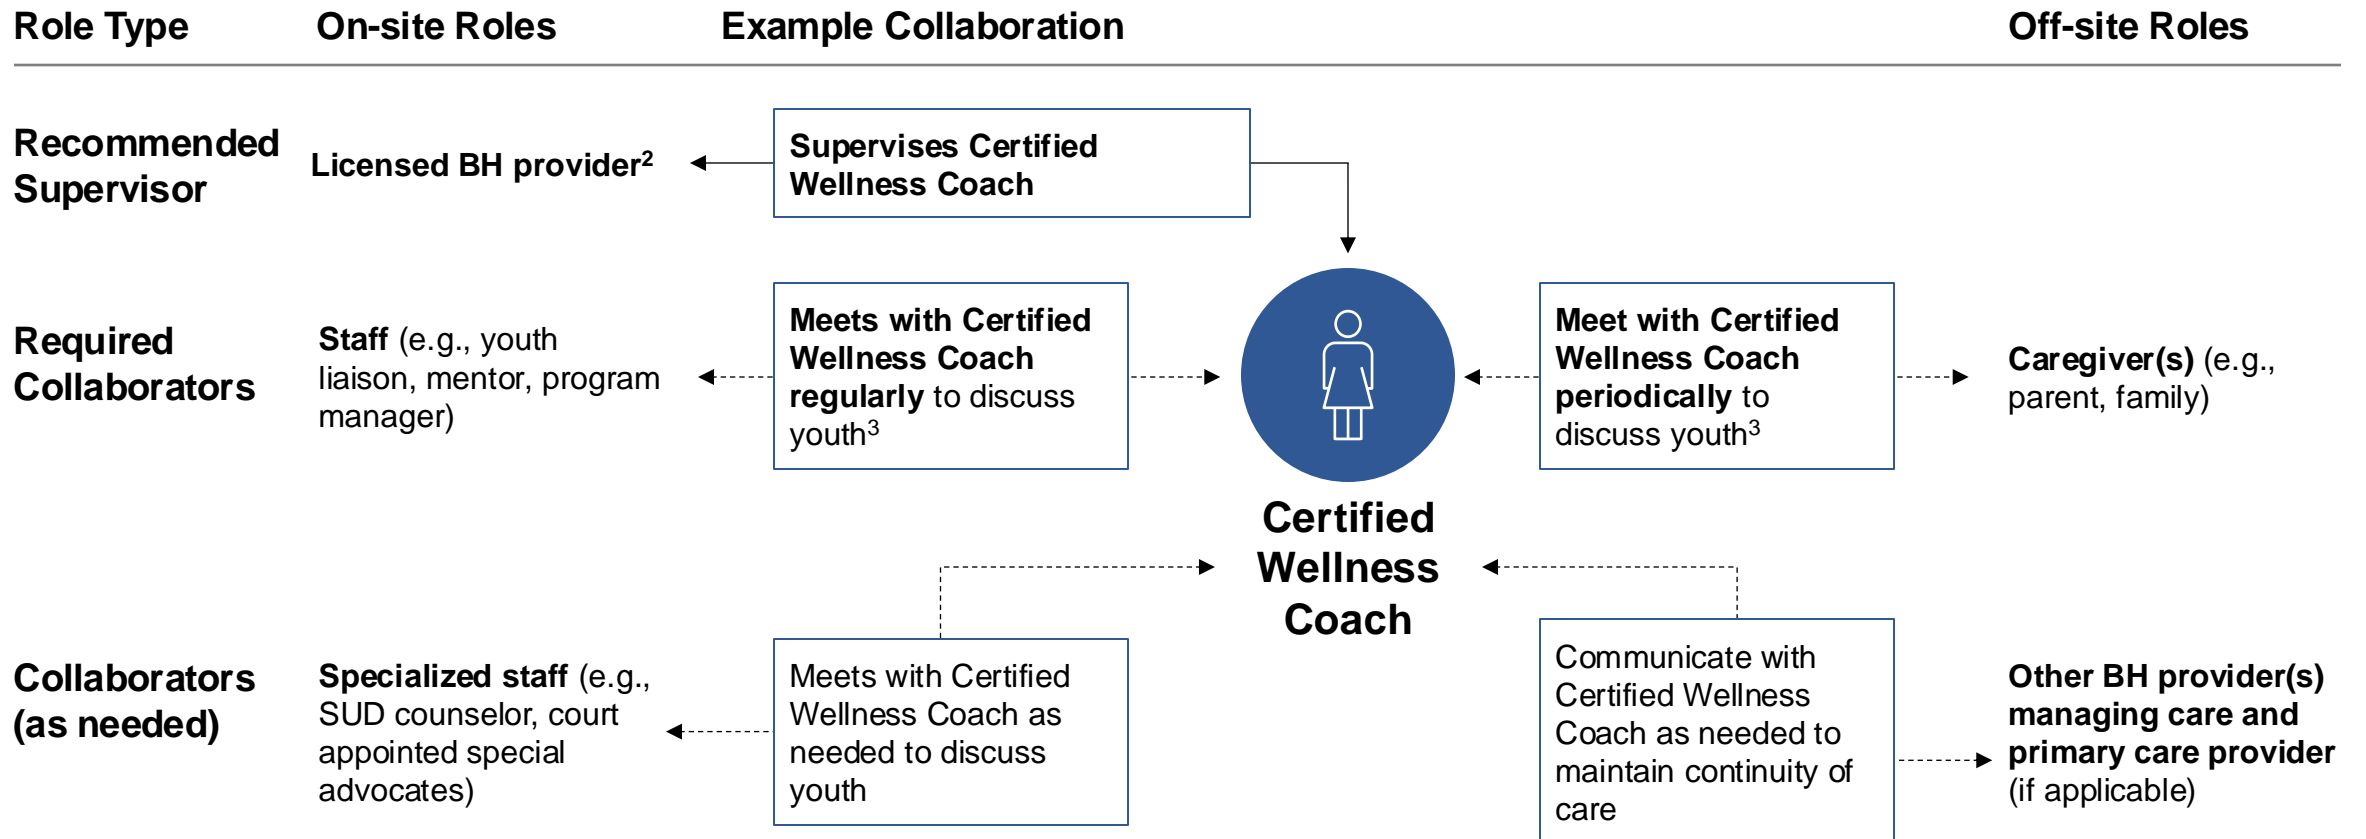 Role Type
On-site Roles
Example Collaboration
Off-site Roles
Recommended
Supervisor
Licensed BH provider²
Supervises Certified
Wellness Coach
Required
Collaborators
Staff (e.g., youth
liaison, mentor, program
manager)
Meets with Certified
Wellness Coach
regularly to discuss
youth³
Meet with Certified
Wellness Coach
periodically to
discuss youth³
Caregiver(s) (e.g.,
parent, family)
Certified
Wellness
Coach
Collaborators
(as needed)
Specialized staff (e.g.,
SUD counselor, court
appointed special
advocates)
Meets with Certified
Wellness Coach as
needed to discuss
youth
Communicate with
Certified Wellness
Coach as needed to
maintain continuity of
care
Other BH provider(s)
managing care and
primary care provider
(if applicable)